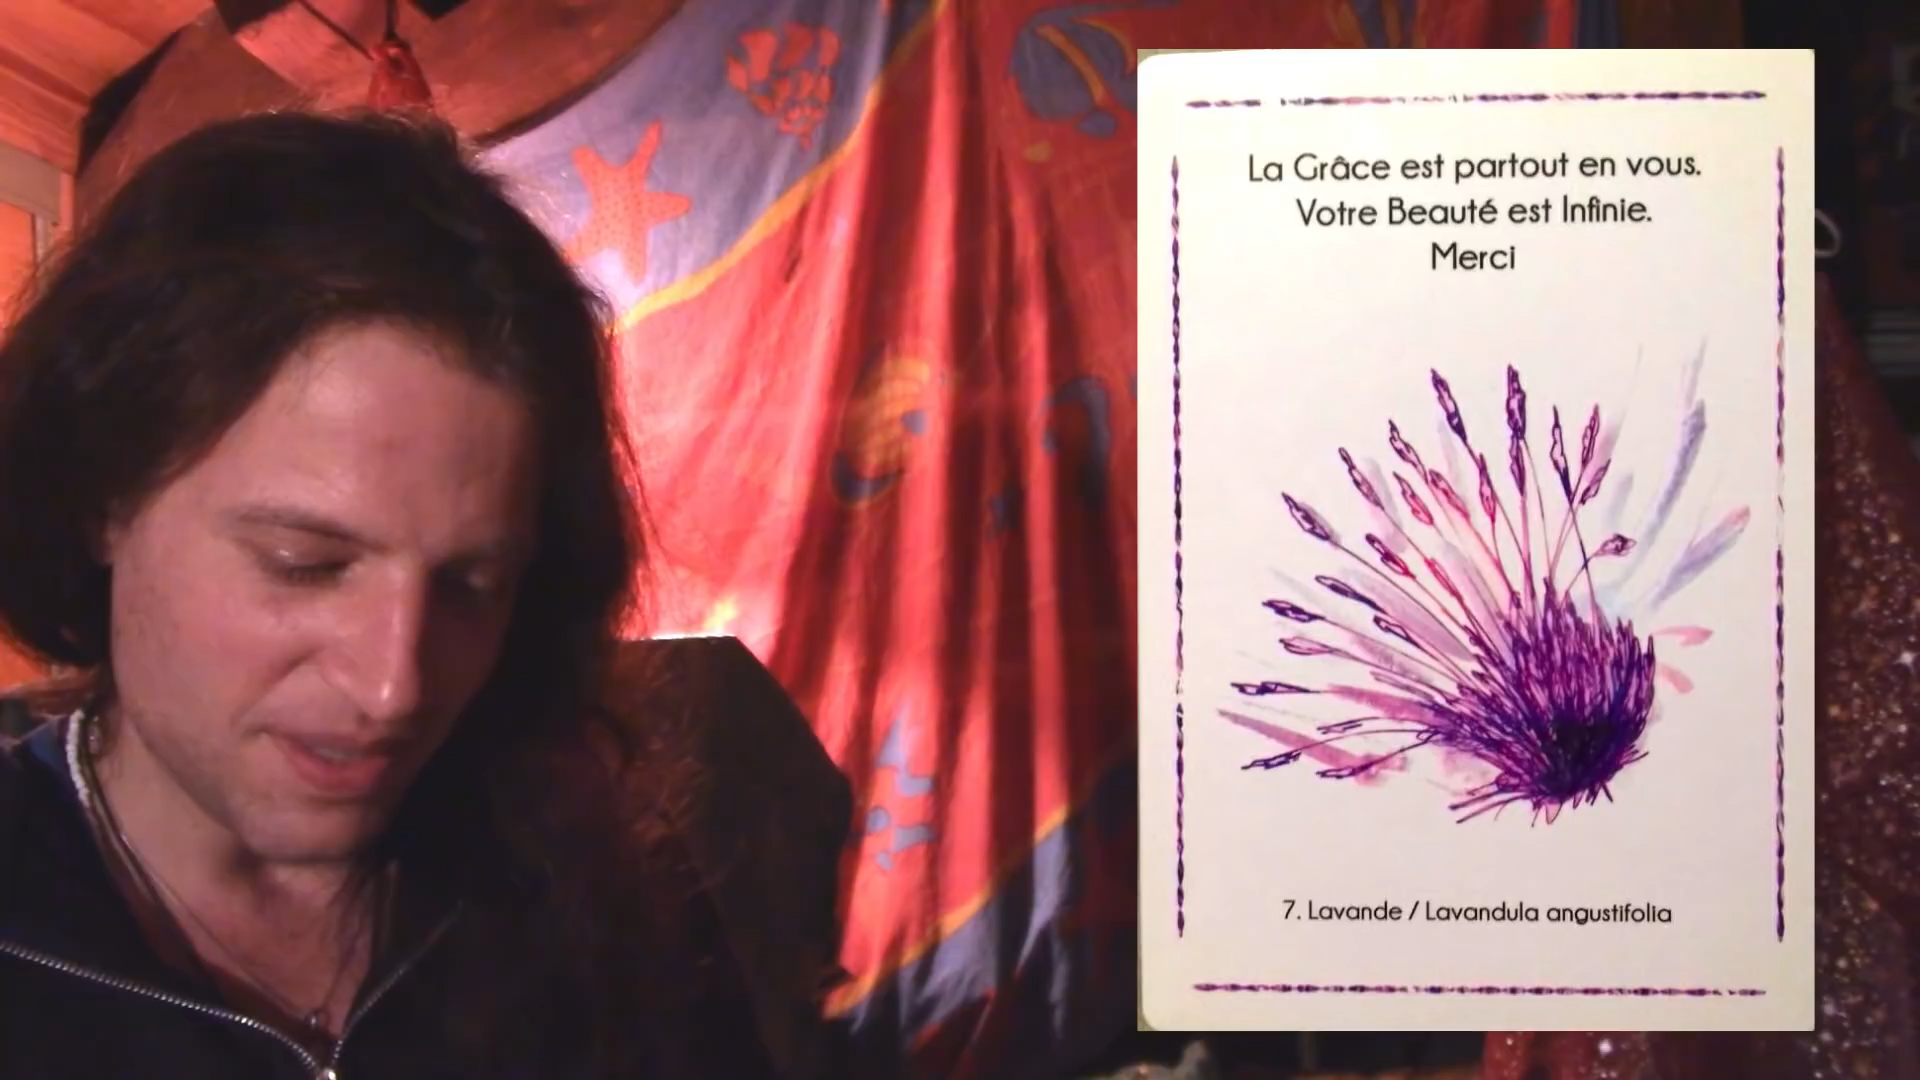 La Grâce est partout en vous.
Votre Beauté est Infinie.
Merci
7. Lavande / Lavandula angustifolia